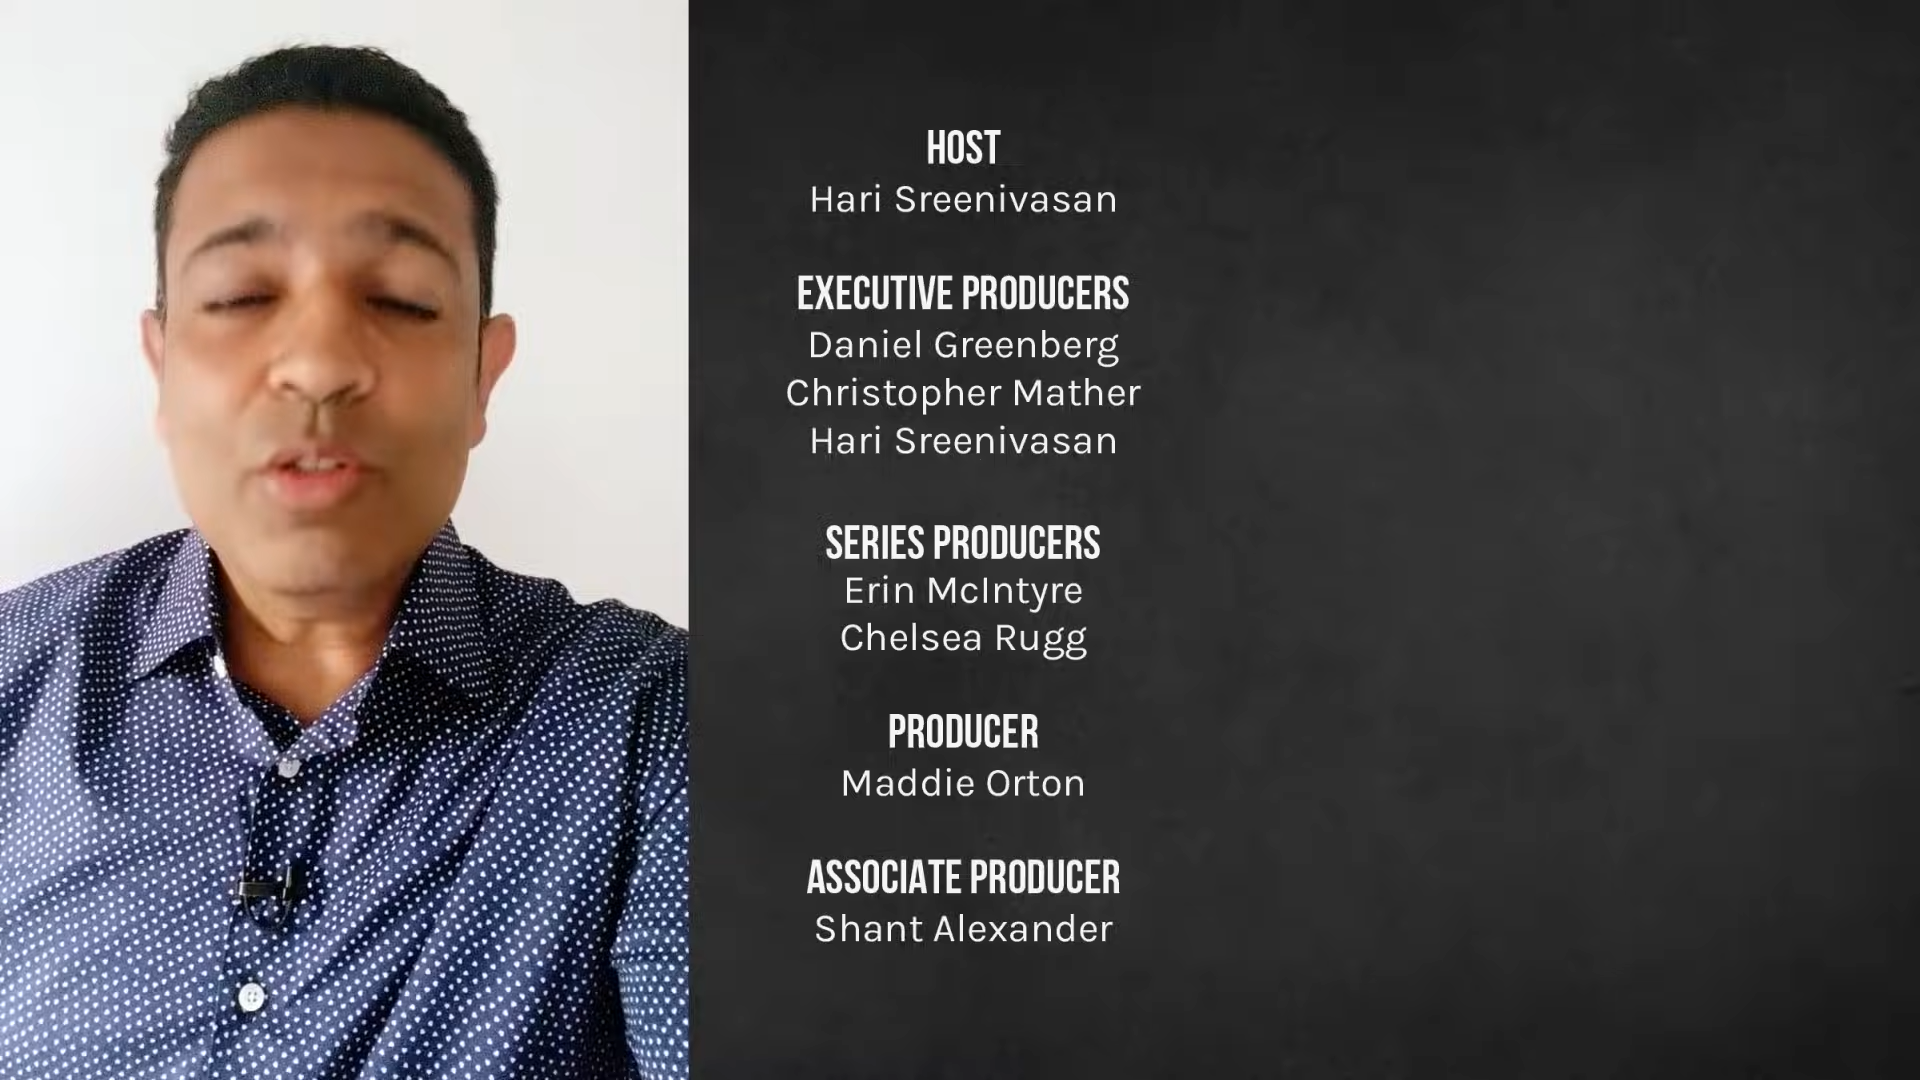 HOST
Hari Sreenivasan
EXECUTIVE PRODUCERS
Daniel Greenberg
Christopher Mather
Hari Sreenivasan
SERIES PRODUCERS
Erin McIntyre
Chelsea Rugg
PRODUCER
Maddie Orton
ASSOCIATE PRODUCER
Shant Alexander